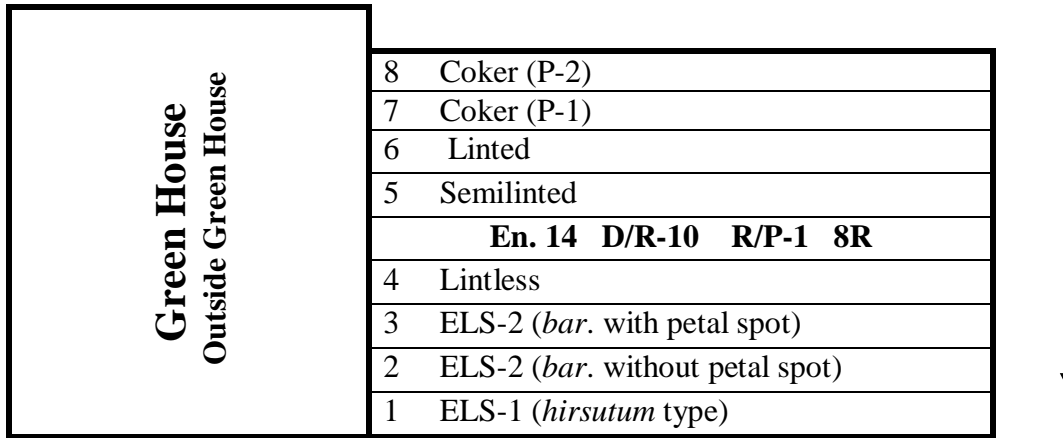 Green House
Outside Green House
8 Coker (P-2)
7 Coker (P-1)
6 Linted
5 Semilinted
En. 14 D/R-10 R/P-1 8R
4 Lintless
3 ELS-2 (bar. with petal spot)
2 ELS-2 (bar. without petal spot)
1 ELS-1 (hirsutum type)